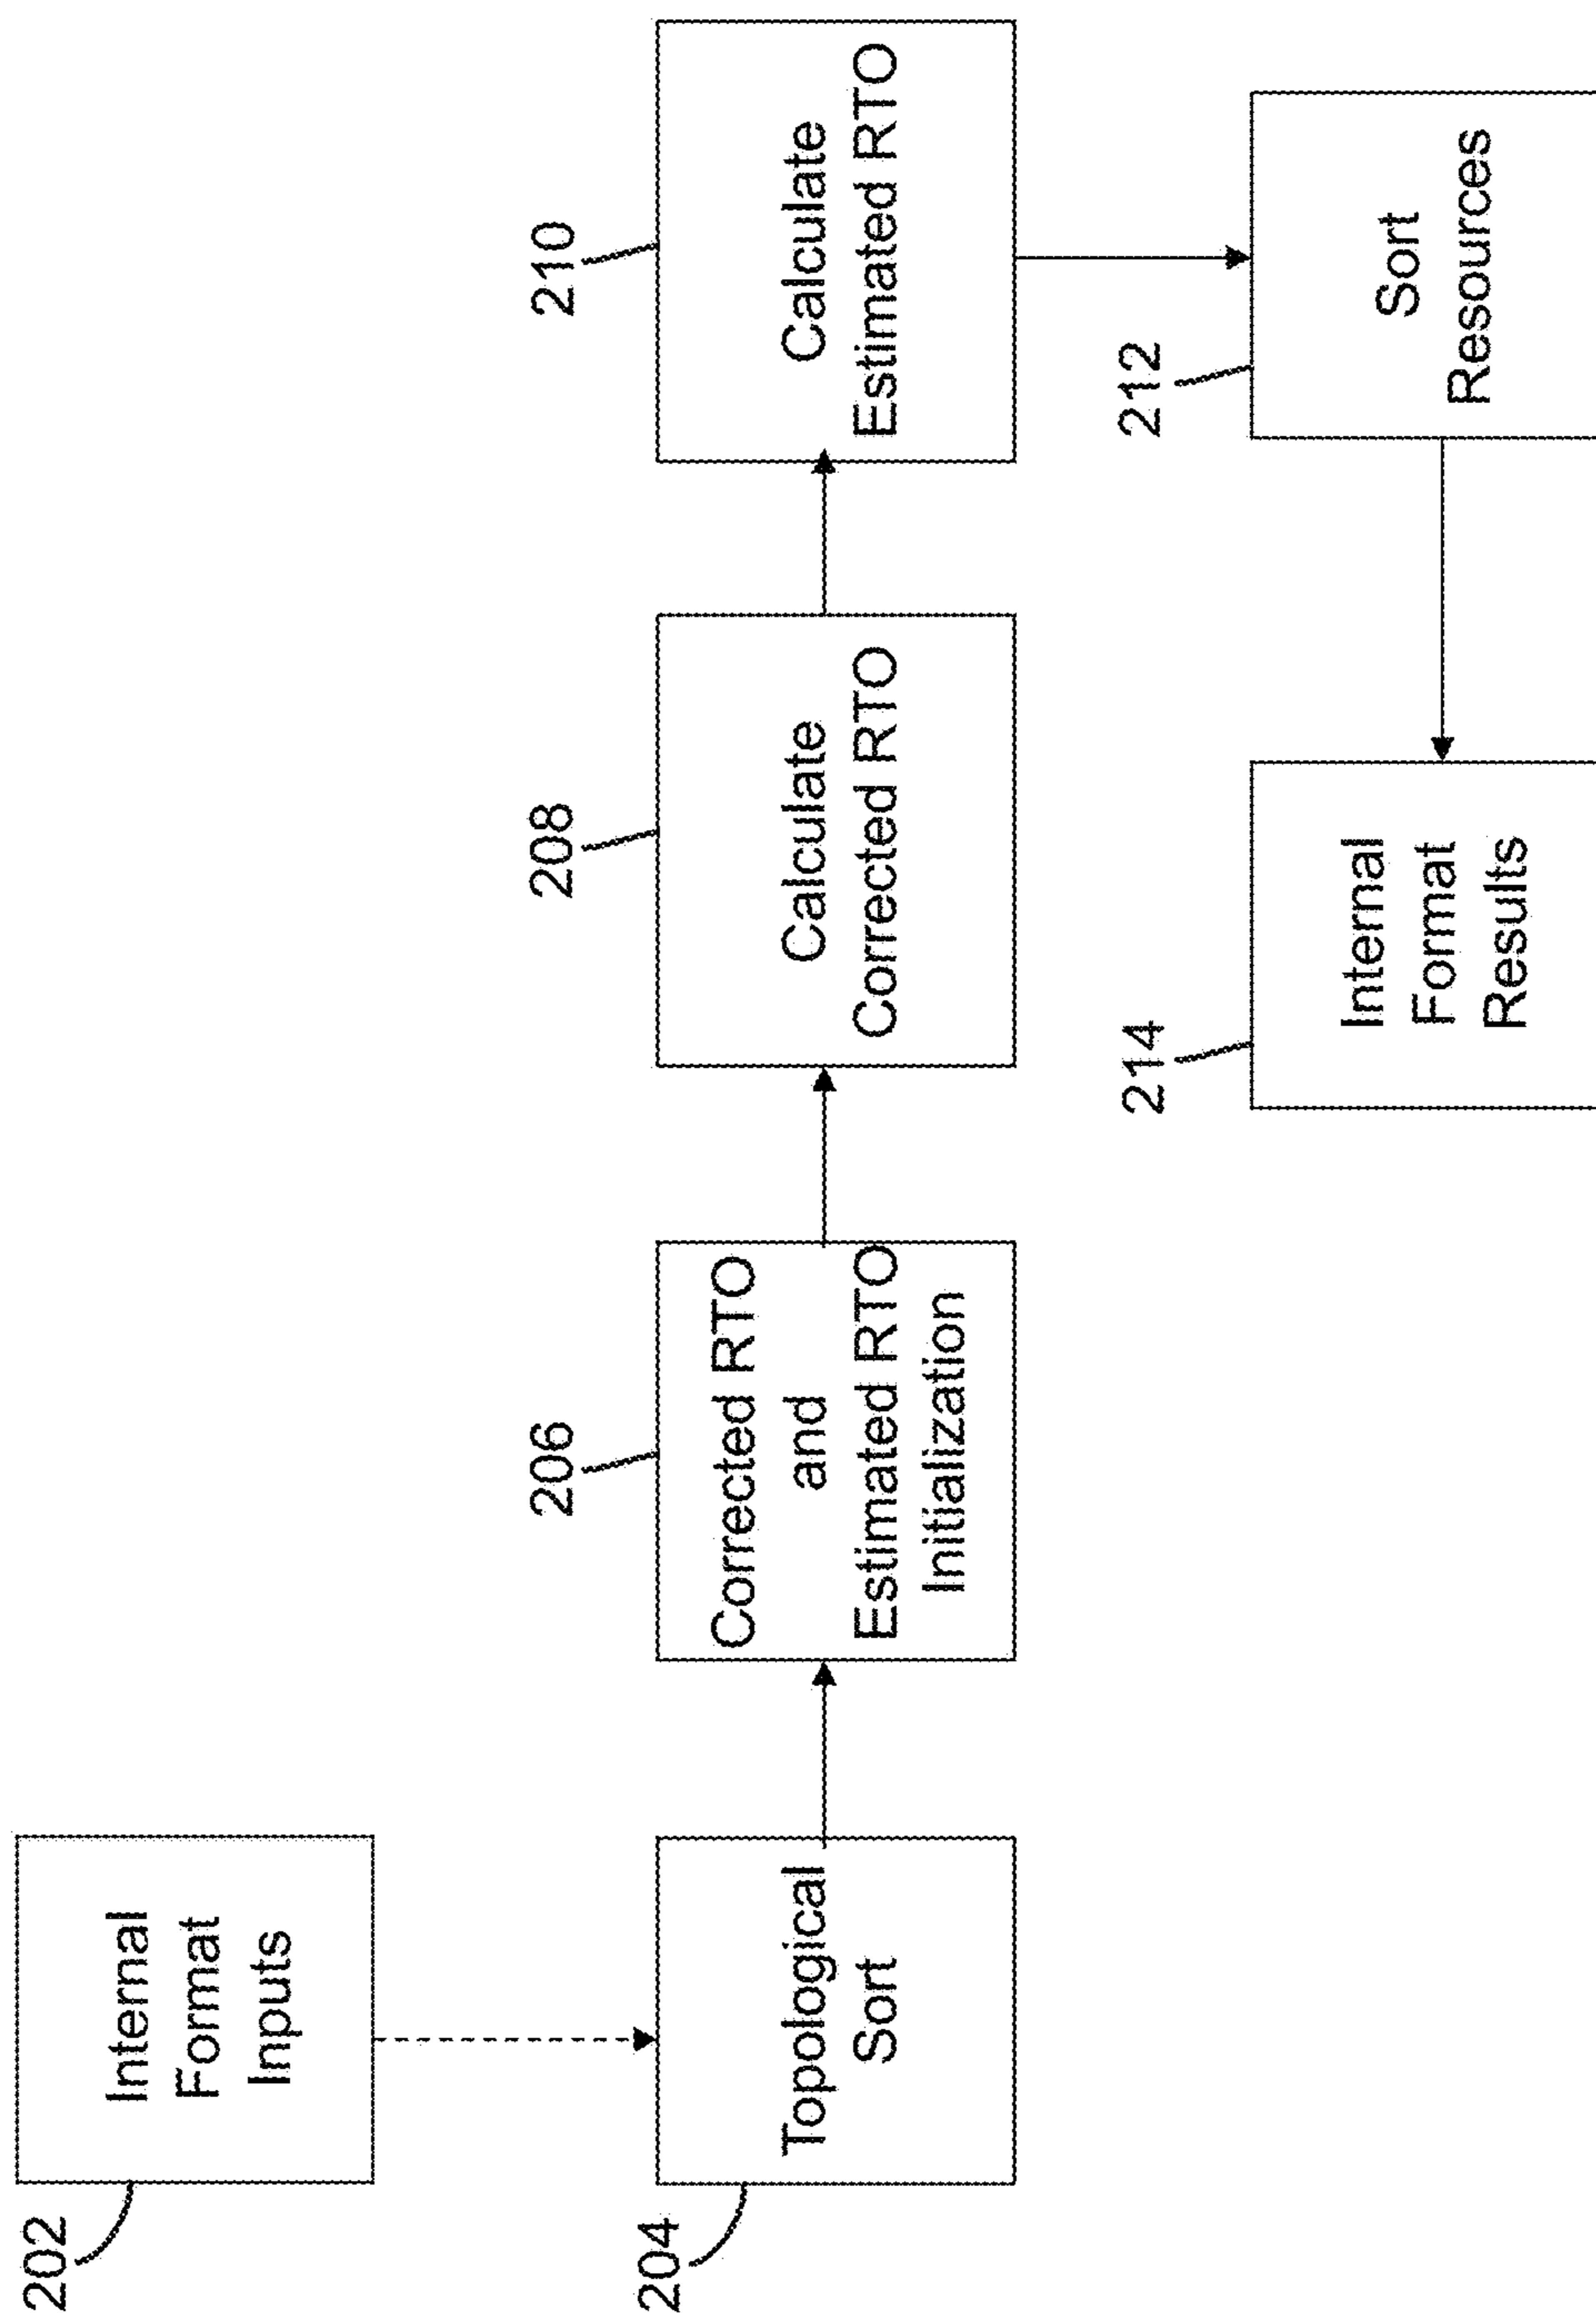 202
Internal
Format
Inputs
204
Topological
Sort
206
Corrected RTO
and
Estimated RTO
Initialization
208
Calculate
Corrected RTO
210
Calculate
Estimated RTO
212
Sort
Resources
214
Internal
Format
Results